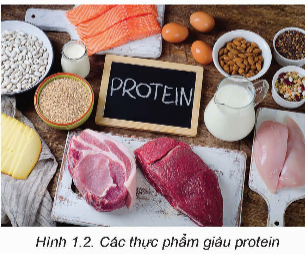 PROTEIN
Hình 1.2. Các thực phẩm giàu protein